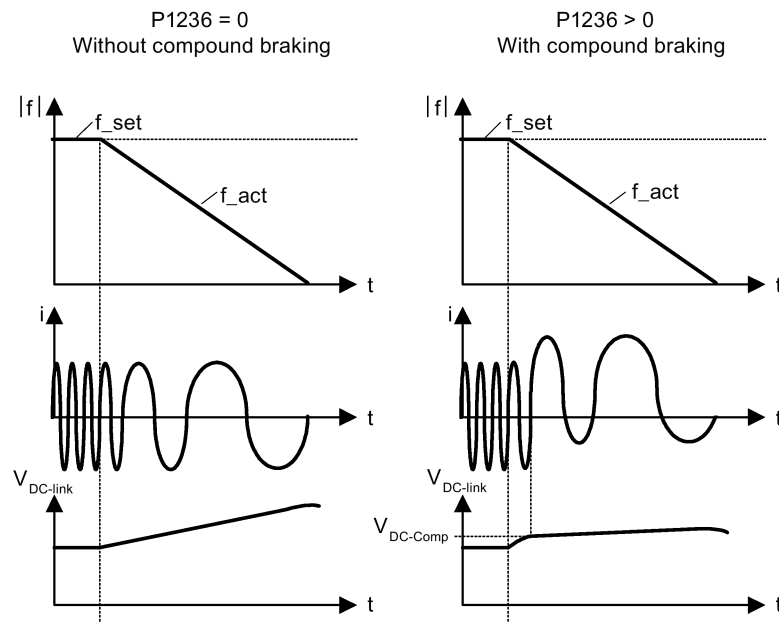 P1236 = 0
Without compound braking
|f|
f_set
f_act
t
i
t
V DC-link
t
P1236 > 0
With compound braking
|f|
f_set
f_act
t
i
t
V DC-link
V DC-Comp
t